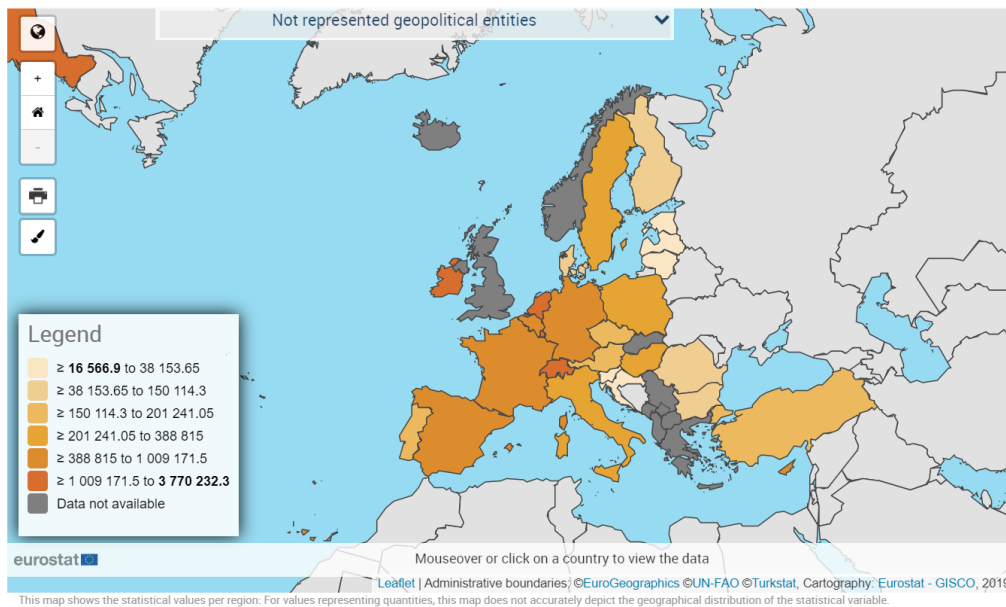 Not represented geopolitical entities
+
-
Legend
≥ 16 566.9 to 38 153.65
≥ 38 153.65 to 150 114.3
≥ 150 114.3 to 201 241.05
≥ 201 241.05 to 388 815
≥ 388 815 to 1 009 171.5
≥ 1 009 171.5 to 3 770 232.3
Data not available
eurostat
Mouseover or click on a country to view the data
Leaflet | Administrative boundaries; ©EuroGeographics ©UN-FAO ©Turkstat, Cartography: Eurostat - GISCO, 2019
This map shows the statistical values per region. For values representing quantities, this map does not accurately depict the geographical distribution of the statistical variable.